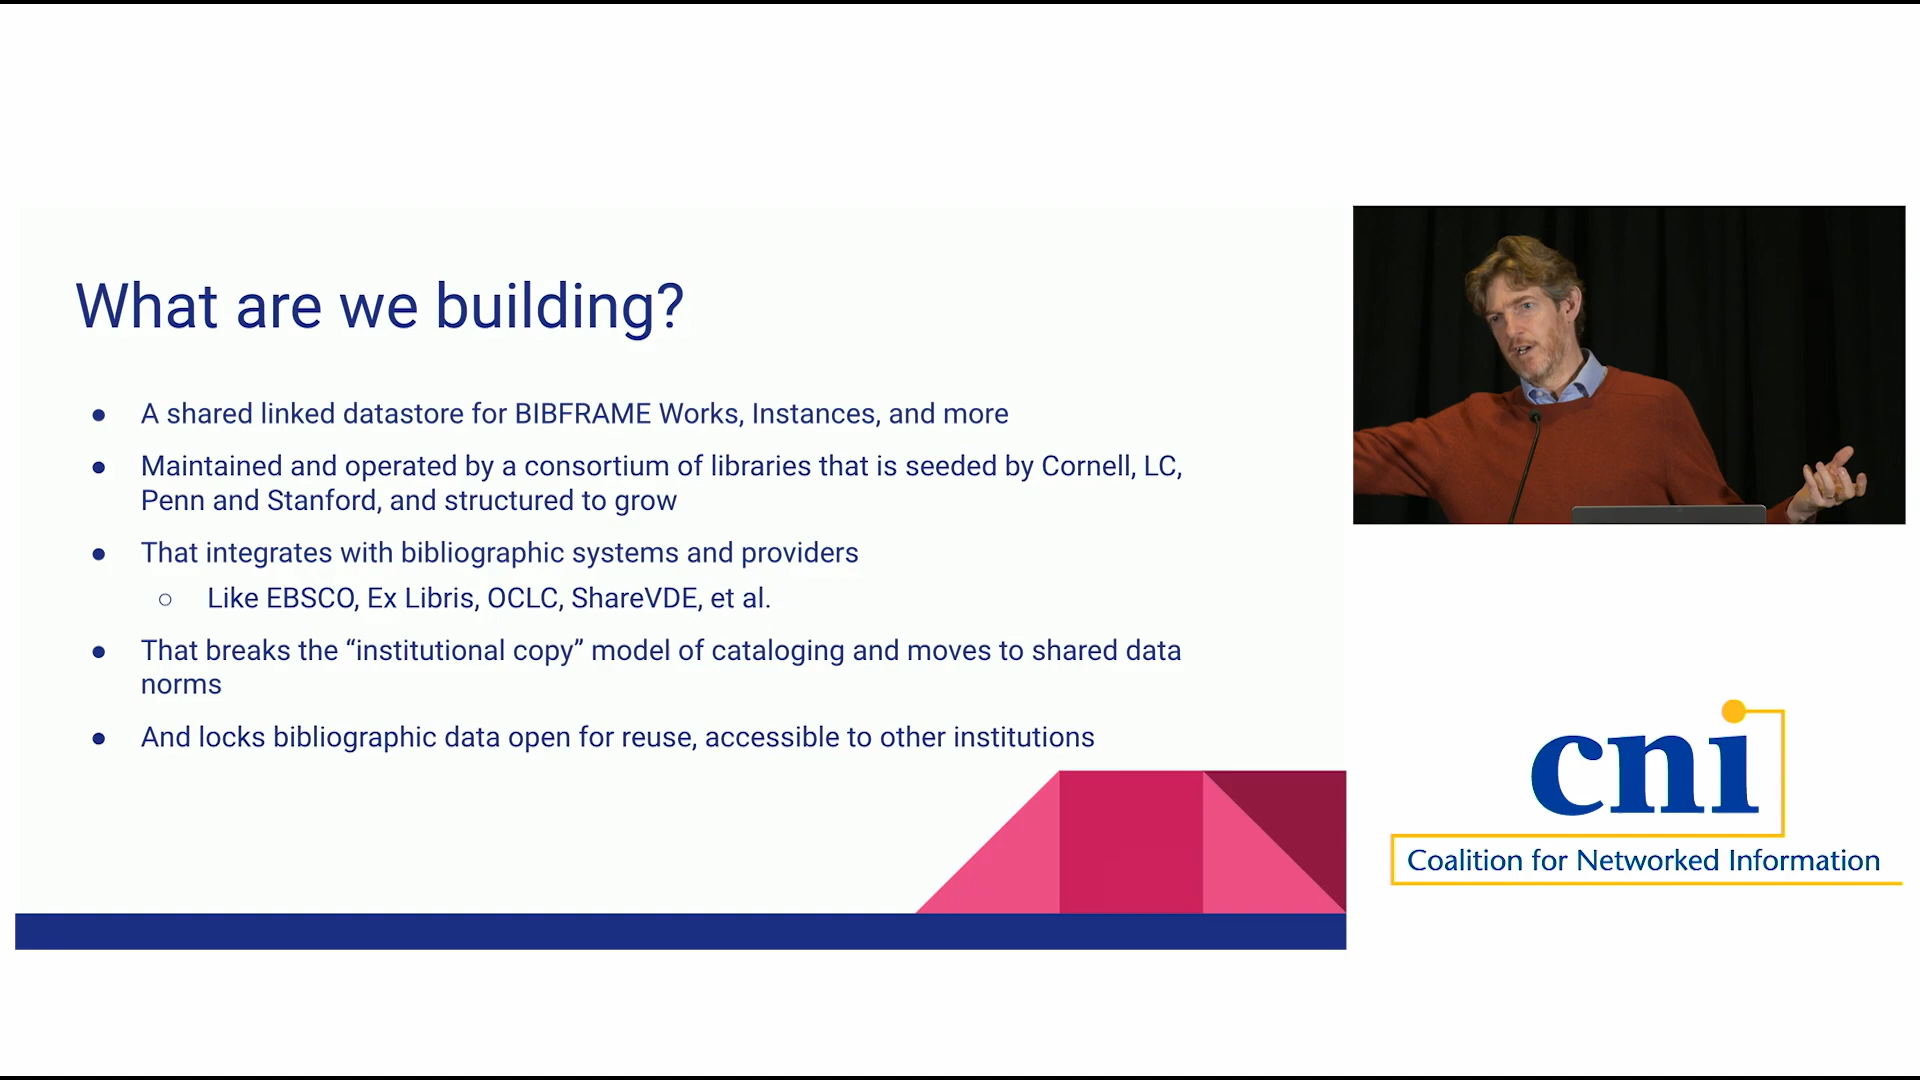 What are we building?
A shared linked datastore for BIBFRAME Works, Instances, and more
Maintained and operated by a consortium of libraries that is seeded by Cornell, LC,
Penn and Stanford, and structured to grow
That integrates with bibliographic systems and providers
Like EBSCO, Ex Libris, OCLC, ShareVDE, et al.
That breaks the “institutional copy” model of cataloging and moves to shared data
norms
And locks bibliographic data open for reuse, accessible to other institutions
cni
Coalition for Networked Information